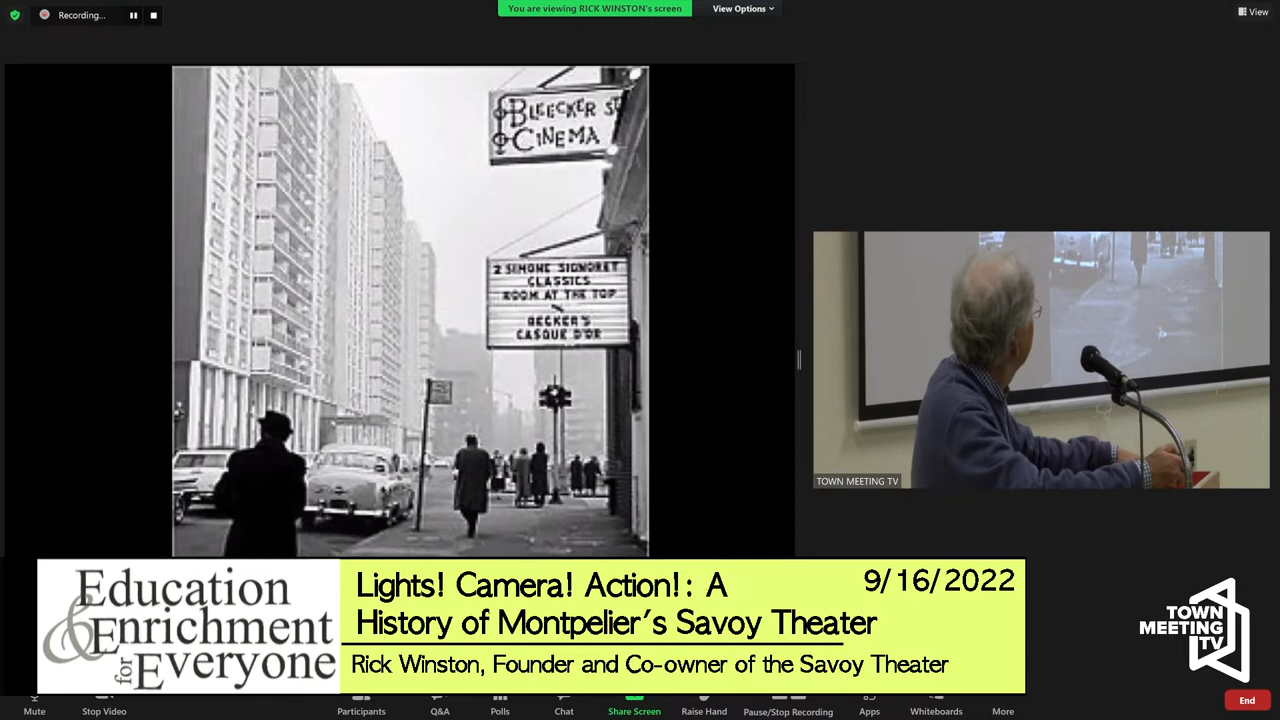 Recording...
You are viewing RICK WINSTON's screen
View Options
View
BLEECKER ST
CINEMA
2 SIMONE SIGNORET
CLASSICS
ROOM AT THE TOP
BECKER'S
CASQUE D'OR
TOWN MEETING TV
Education
& Enrichment
for Everyone
Lights! Camera! Action!: A
History of Montpelier's Savoy Theater
9/16/2022
Rick Winston, Founder and Co-owner of the Savoy Theater
TOWN
MEETING
TV
Mute
Stop Video
Participants
Q&A
Polls
Chat
Share Screen
Raise Hand
Pause/Stop Recording
Apps
Whiteboards
More
End